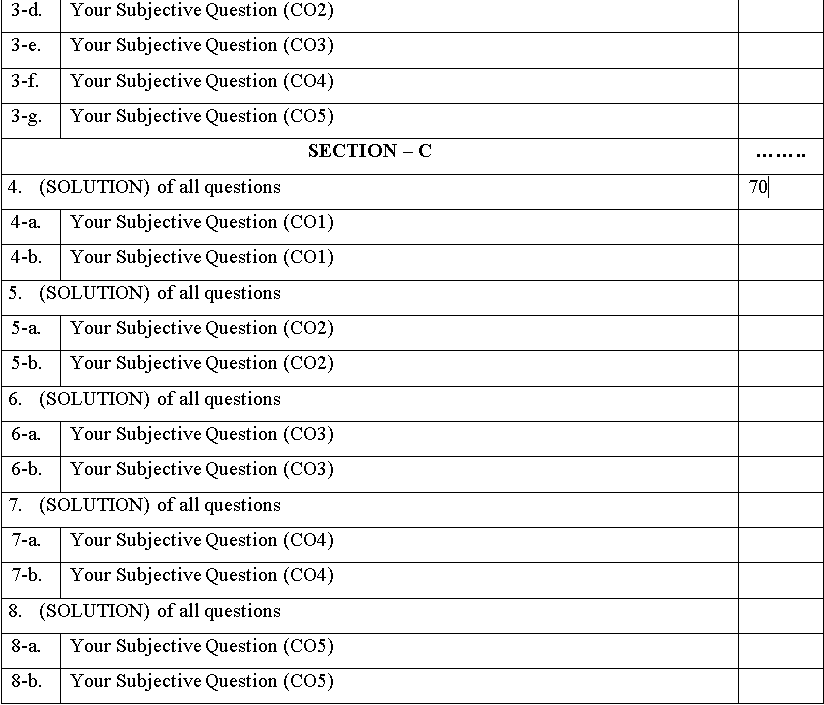 3-d. Your Subjective Question (CO2)
3-e. Your Subjective Question (CO3)
3-f. Your Subjective Question (CO4)
3-g. Your Subjective Question (CO5)
SECTION – C ……..
4. (SOLUTION) of all questions 70
4-a. Your Subjective Question (CO1)
4-b. Your Subjective Question (CO1)
5. (SOLUTION) of all questions
5-a. Your Subjective Question (CO2)
5-b. Your Subjective Question (CO2)
6. (SOLUTION) of all questions
6-a. Your Subjective Question (CO3)
6-b. Your Subjective Question (CO3)
7. (SOLUTION) of all questions
7-a. Your Subjective Question (CO4)
7-b. Your Subjective Question (CO4)
8. (SOLUTION) of all questions
8-a. Your Subjective Question (CO5)
8-b. Your Subjective Question (CO5)